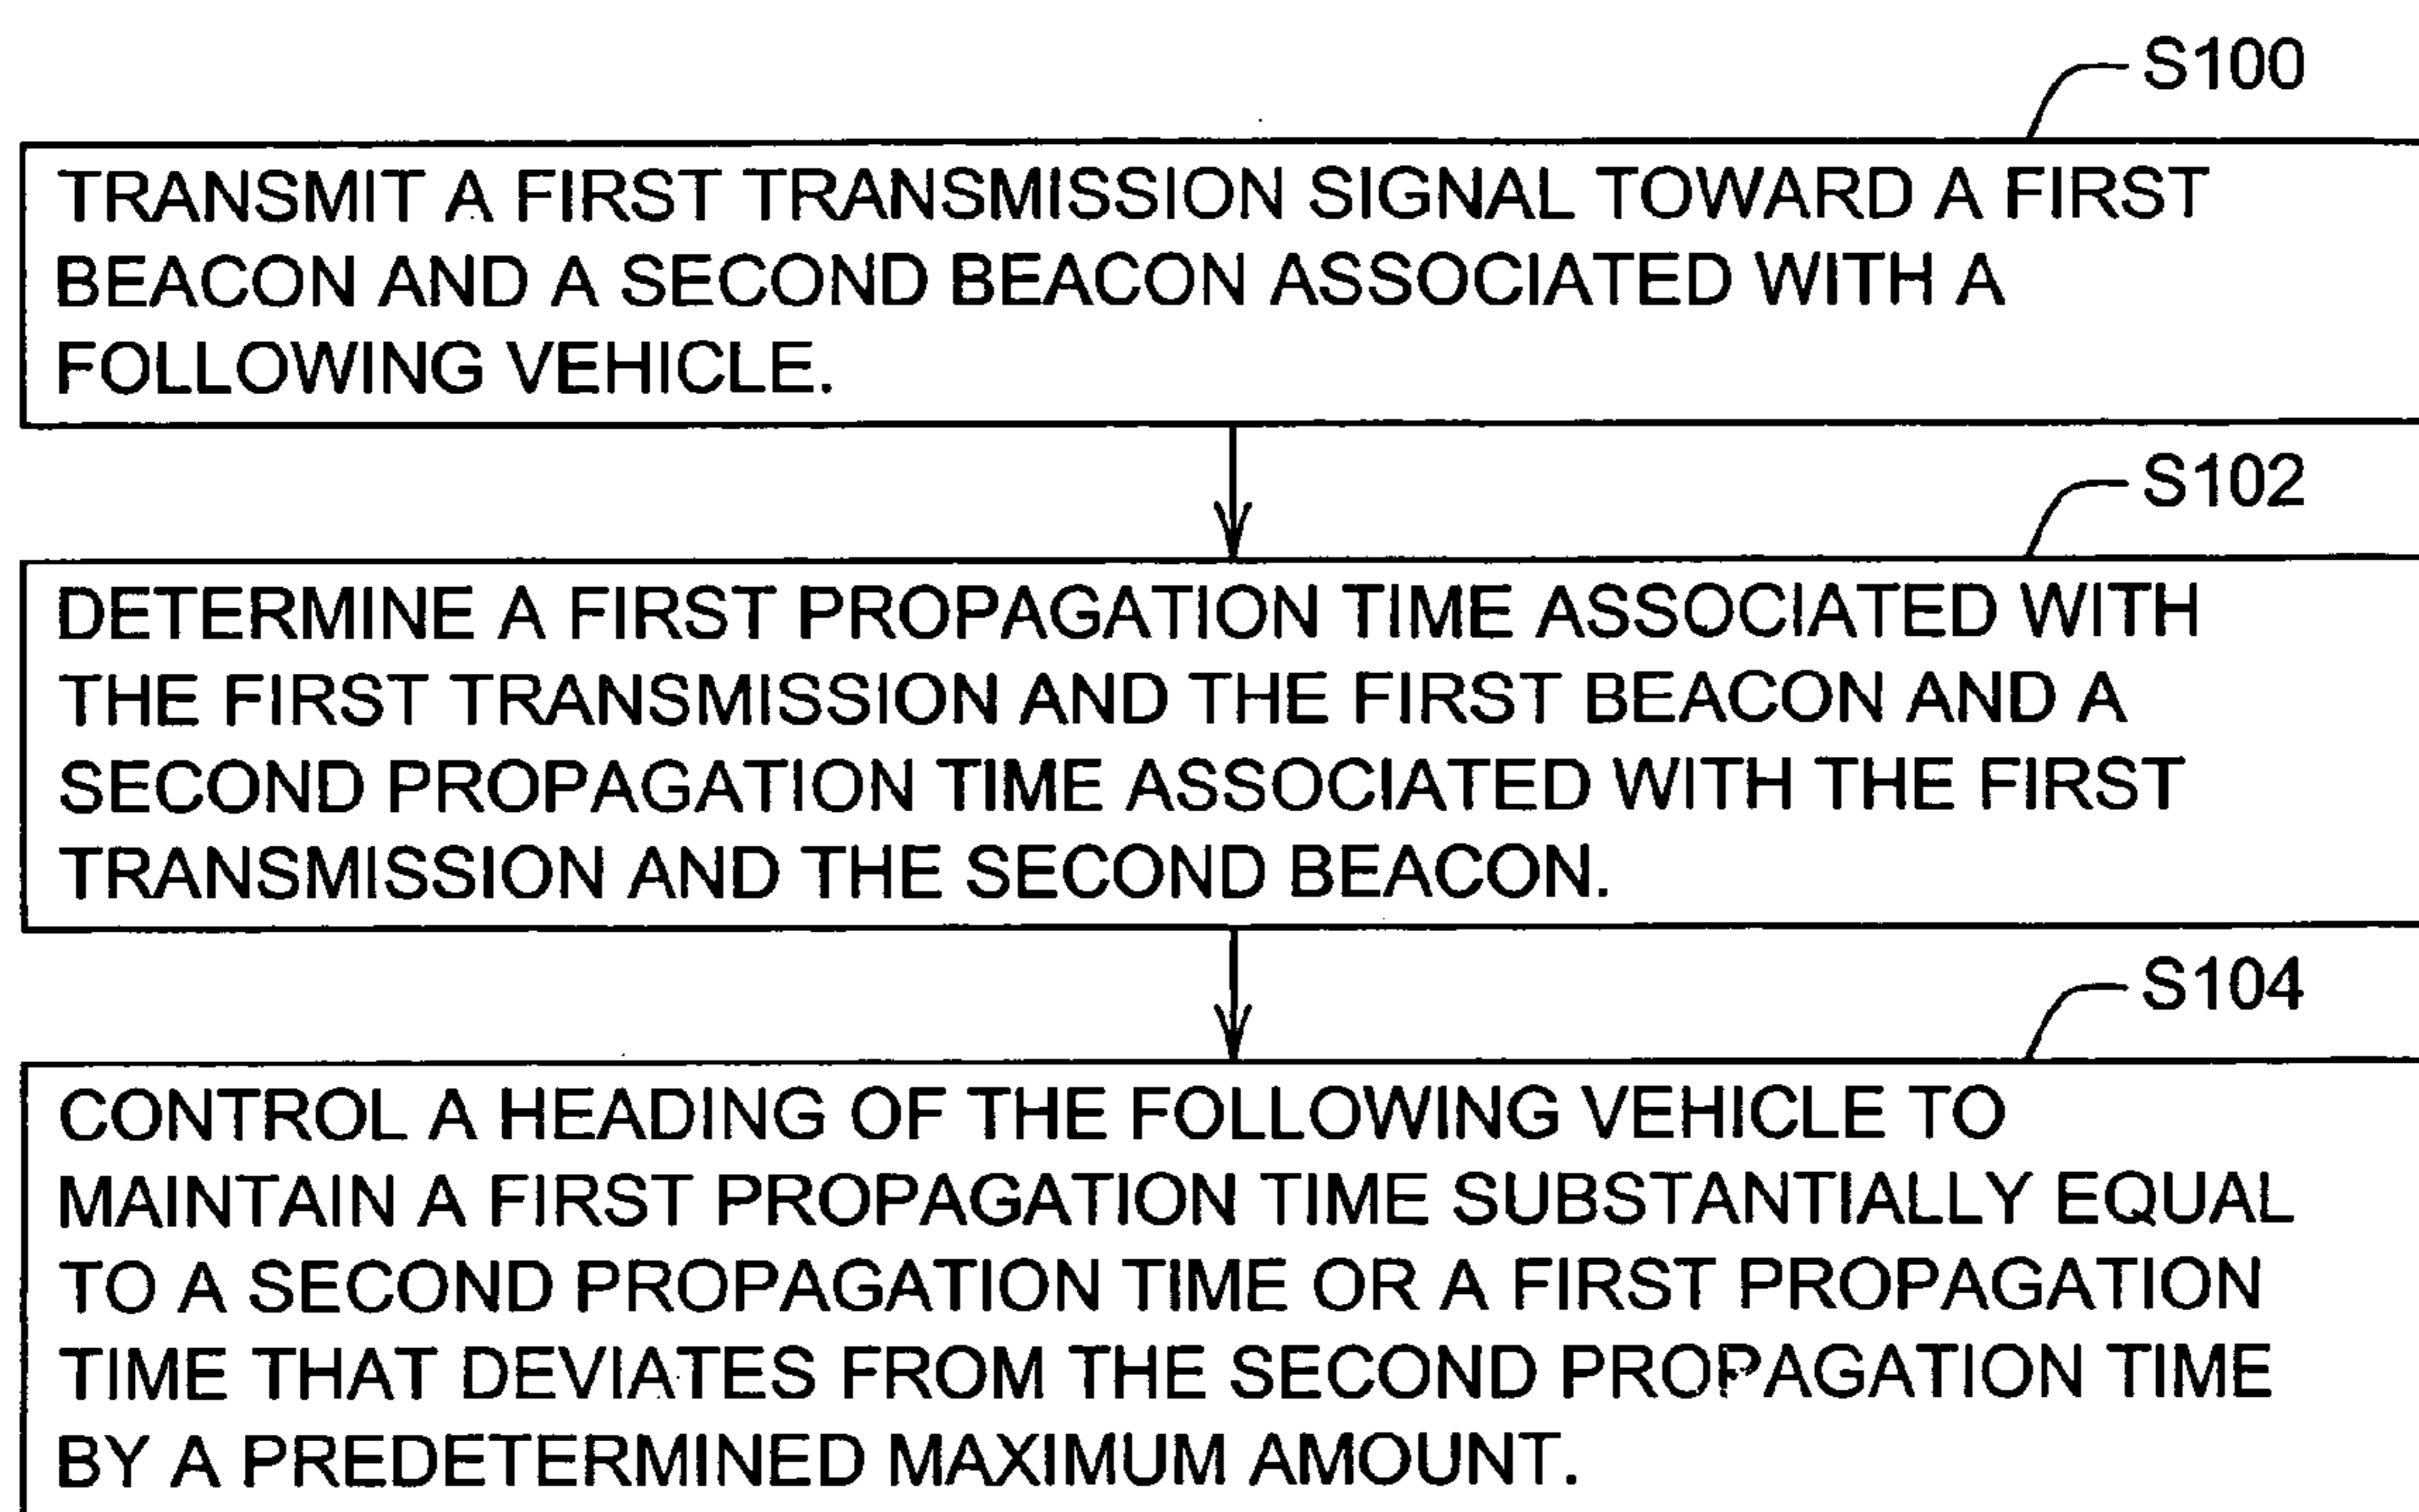 S100
TRANSMIT A FIRST TRANSMISSION SIGNAL TOWARD A FIRST
BEACON AND A SECOND BEACON ASSOCIATED WITH A
FOLLOWING VEHICLE.
S102
DETERMINE A FIRST PROPAGATION TIME ASSOCIATED WITH
THE FIRST TRANSMISSION AND THE FIRST BEACON AND A
SECOND PROPAGATION TIME ASSOCIATED WITH THE FIRST
TRANSMISSION AND THE SECOND BEACON.
S104
CONTROL A HEADING OF THE FOLLOWING VEHICLE TO
MAINTAIN A FIRST PROPAGATION TIME SUBSTANTIALLY EQUAL
TO A SECOND PROPAGATION TIME OR A FIRST PROPAGATION
TIME THAT DEVIATES FROM THE SECOND PROPAGATION TIME
BY A PREDETERMINED MAXIMUM AMOUNT.